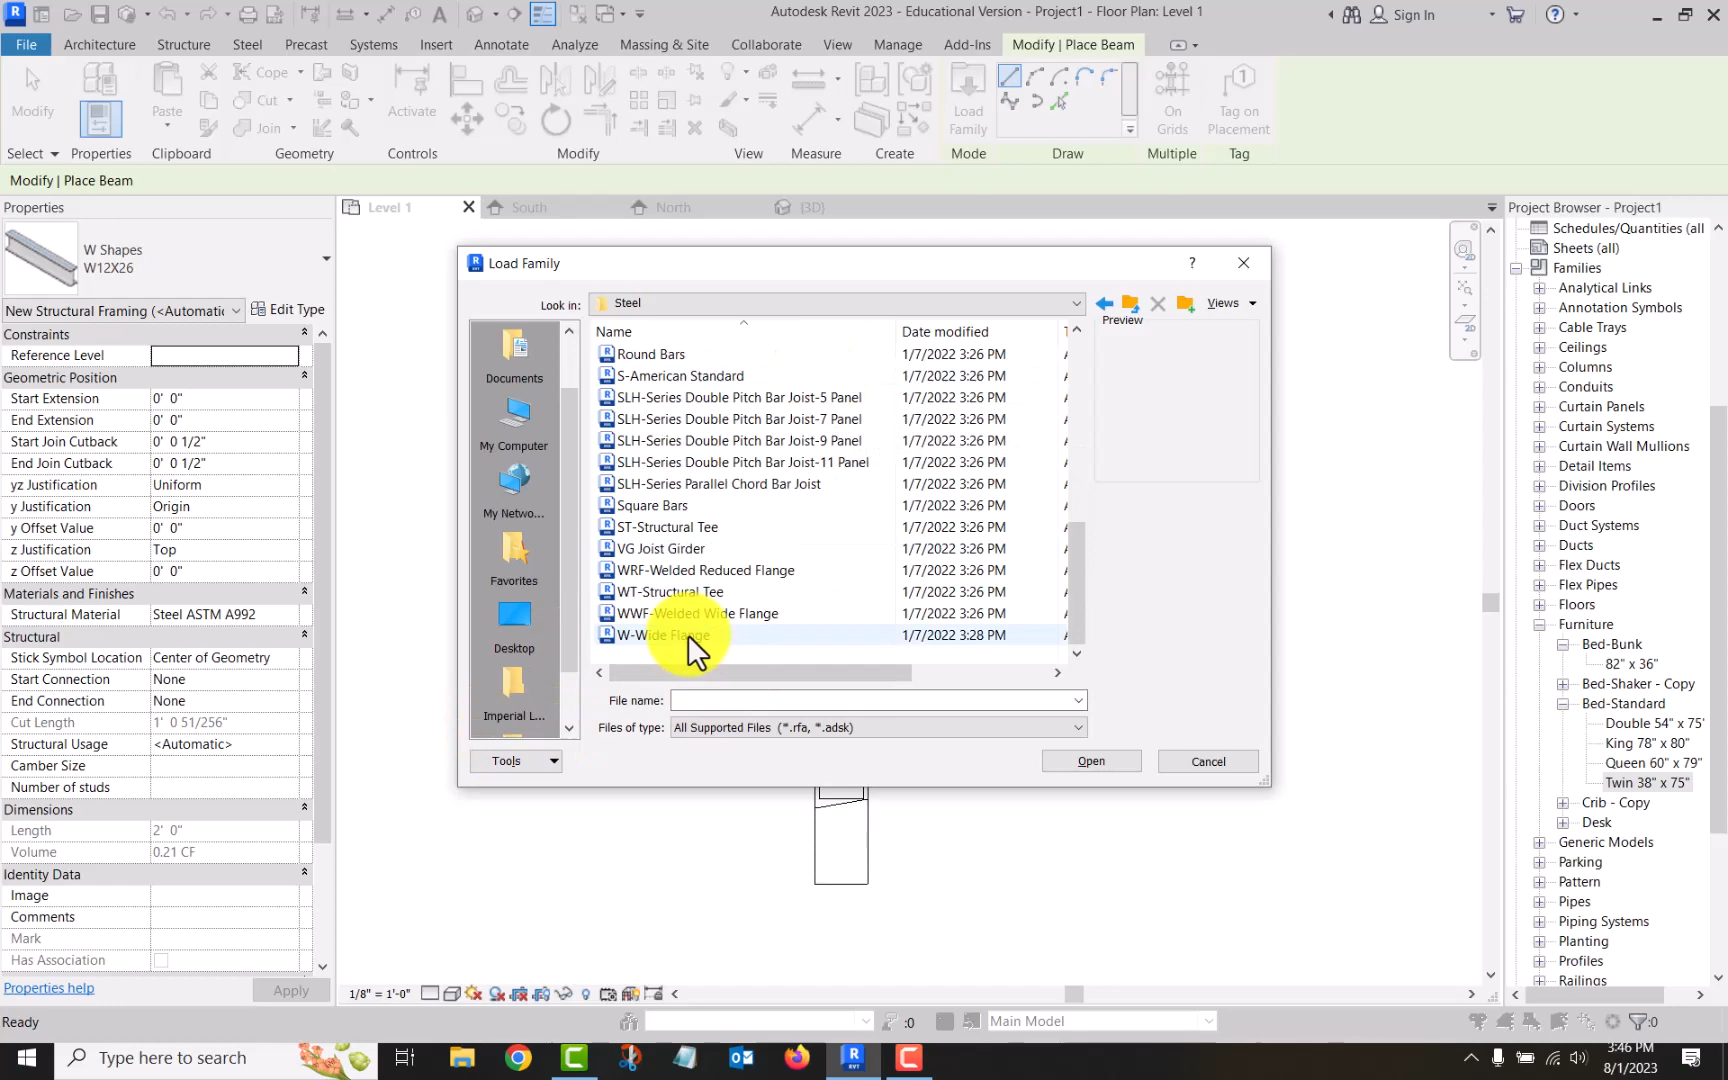 Autodesk Revit 2023 - Educational Version - Project1 - Floor Plan: Level 1
Sign In
File Architecture Structure Steel Precast Systems Insert Annotate Analyze Massing & Site Collaborate View Manage Add-Ins Modify | Place Beam
Modify
Paste
Cope
Cut
Join
Activate
Load Family
On Grids
Tag on Placement
Select Properties Clipboard Geometry Controls Modify View Measure Create Mode Draw Multiple Tag
Modify | Place Beam
Properties
W Shapes
W12X26
New Structural Framing (<Automatic
Edit Type
Constraints
Reference Level
Geometric Position
Start Extension 0' 0"
End Extension 0' 0"
Start Join Cutback 0' 0 1/2"
End Join Cutback 0' 0 1/2"
yz Justification Uniform
y Justification Origin
y Offset Value 0' 0"
z Justification Top
z Offset Value 0' 0"
Materials and Finishes
Structural Material Steel ASTM A992
Structural
Stick Symbol Location Center of Geometry
Start Connection None
End Connection None
Cut Length 1' 0 51/256"
Structural Usage <Automatic>
Camber Size
Number of studs
Dimensions
Length 2' 0"
Volume 0.21 CF
Identity Data
Image
Comments
Mark
Has Association
Properties help
Apply
Level 1
South
North
{3D}
Load Family
Look in: Steel
Views
Documents
My Computer
My Netwo...
Favorites
Desktop
Imperial L...
Name Date modified
Preview
Round Bars 1/7/2022 3:26 PM
S-American Standard 1/7/2022 3:26 PM
SLH-Series Double Pitch Bar Joist-5 Panel 1/7/2022 3:26 PM
SLH-Series Double Pitch Bar Joist-7 Panel 1/7/2022 3:26 PM
SLH-Series Double Pitch Bar Joist-9 Panel 1/7/2022 3:26 PM
SLH-Series Double Pitch Bar Joist-11 Panel 1/7/2022 3:26 PM
SLH-Series Parallel Chord Bar Joist 1/7/2022 3:26 PM
Square Bars 1/7/2022 3:26 PM
ST-Structural Tee 1/7/2022 3:26 PM
VG Joist Girder 1/7/2022 3:26 PM
WRF-Welded Reduced Flange 1/7/2022 3:26 PM
WT-Structural Tee 1/7/2022 3:26 PM
WWF-Welded Wide Flange 1/7/2022 3:26 PM
W-Wide Flange 1/7/2022 3:28 PM
File name:
Files of type: All Supported Files (*.rfa, *.adsk)
Tools
Open
Cancel
Project Browser - Project1
Schedules/Quantities (all
Sheets (all)
Families
Analytical Links
Annotation Symbols
Cable Trays
Ceilings
Columns
Conduits
Curtain Panels
Curtain Systems
Curtain Wall Mullions
Detail Items
Division Profiles
Doors
Duct Systems
Ducts
Flex Ducts
Flex Pipes
Floors
Furniture
Bed-Bunk
82" x 36"
Bed-Shaker - Copy
Bed-Standard
Double 54" x 75'
King 78" x 80"
Queen 60" x 79"
Twin 38" x 75"
Crib - Copy
Desk
Generic Models
Parking
Pattern
Pipes
Piping Systems
Planting
Profiles
Railings
1/8" = 1'-0"
Ready
:0
Main Model
:0
Type here to search
3:46 PM
8/1/2023